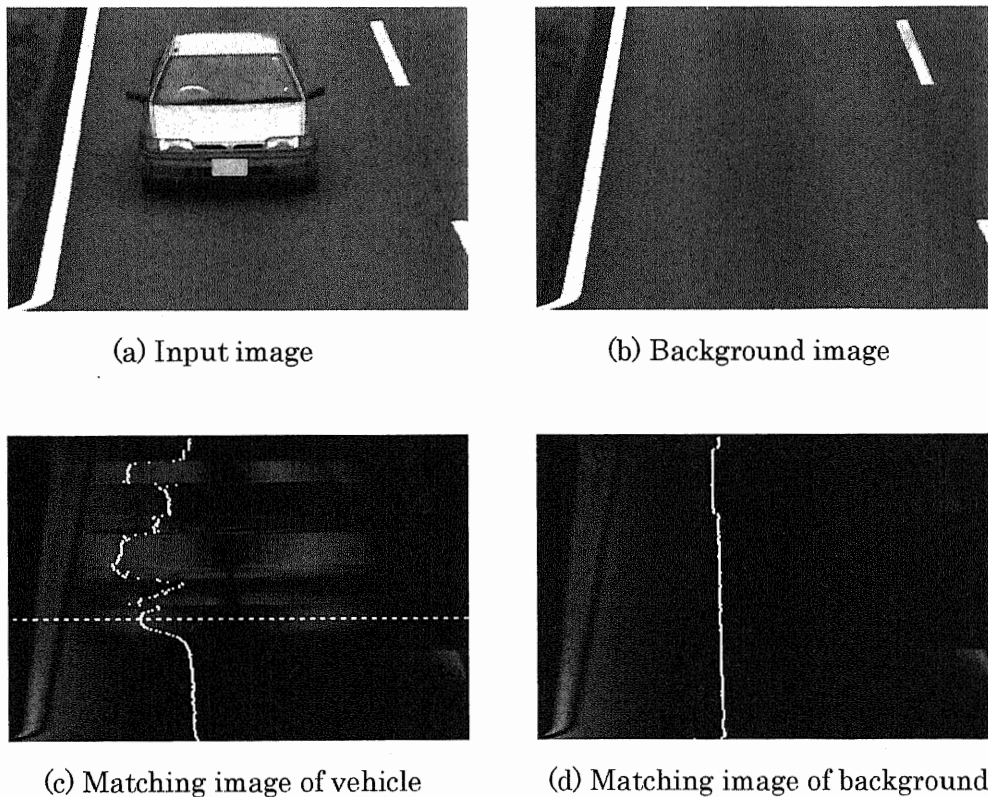 (a) Input image
(b) Background image
(c) Matching image of vehicle
(d) Matching image of background